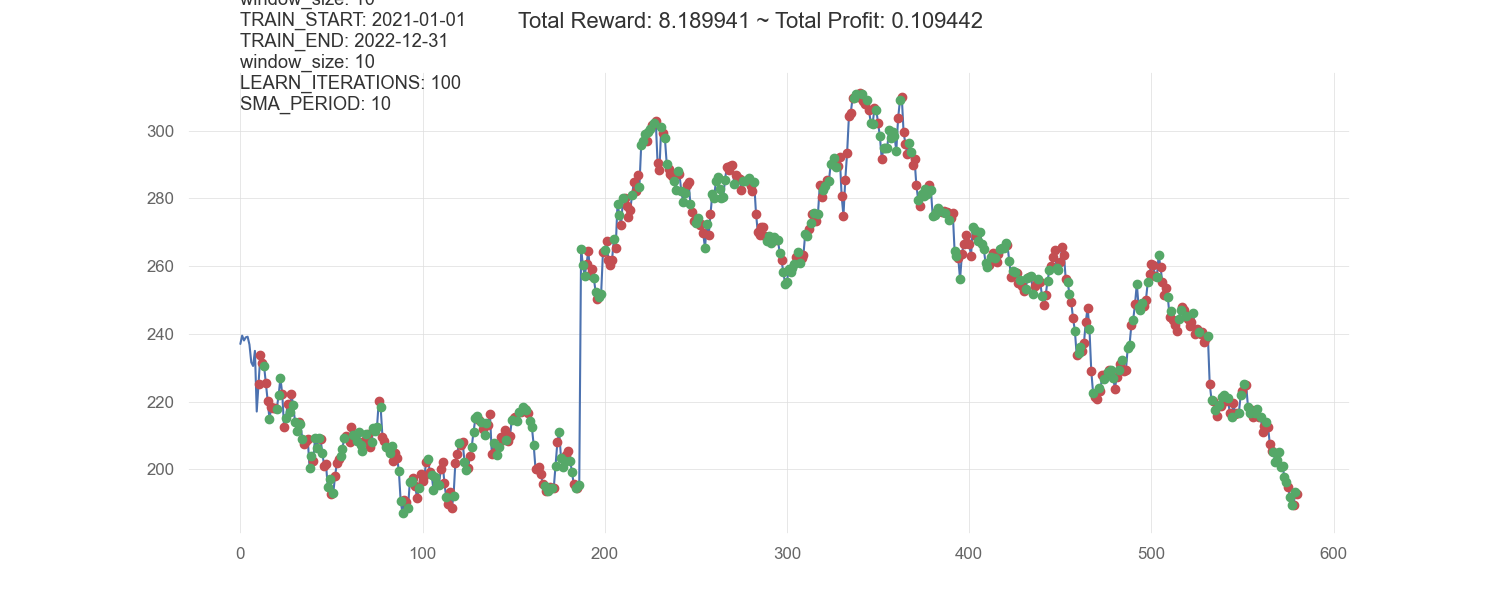 window_size: 10
TRAIN_START: 2021-01-01
Total Reward: 8.189941 ~ Total Profit: 0.109442
TRAIN_END: 2022-12-31
window_size: 10
LEARN_ITERATIONS: 100
SMA_PERIOD: 10
300
280
260
240
220
200
0
100
200
300
400
500
600